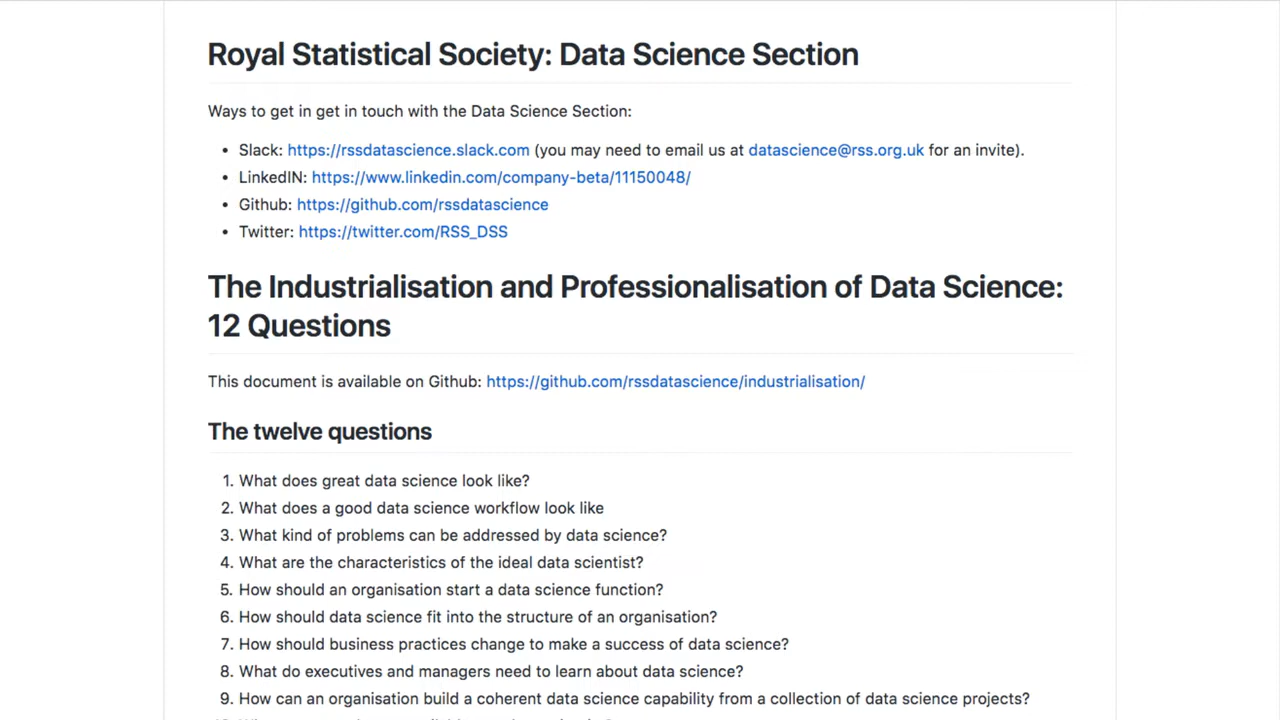 Royal Statistical Society: Data Science Section
Ways to get in get in touch with the Data Science Section:
• Slack: https://rssdatascience.slack.com (you may need to email us at datascience@rss.org.uk for an invite).
• LinkedIN: https://www.linkedin.com/company-beta/11150048/
• Github: https://github.com/rssdatascience
• Twitter: https://twitter.com/RSS_DSS
The Industrialisation and Professionalisation of Data Science:
12 Questions
This document is available on Github: https://github.com/rssdatascience/industrialisation/
The twelve questions
1. What does great data science look like?
2. What does a good data science workflow look like
3. What kind of problems can be addressed by data science?
4. What are the characteristics of the ideal data scientist?
5. How should an organisation start a data science function?
6. How should data science fit into the structure of an organisation?
7. How should business practices change to make a success of data science?
8. What do executives and managers need to learn about data science?
9. How can an organisation build a coherent data science capability from a collection of data science projects?